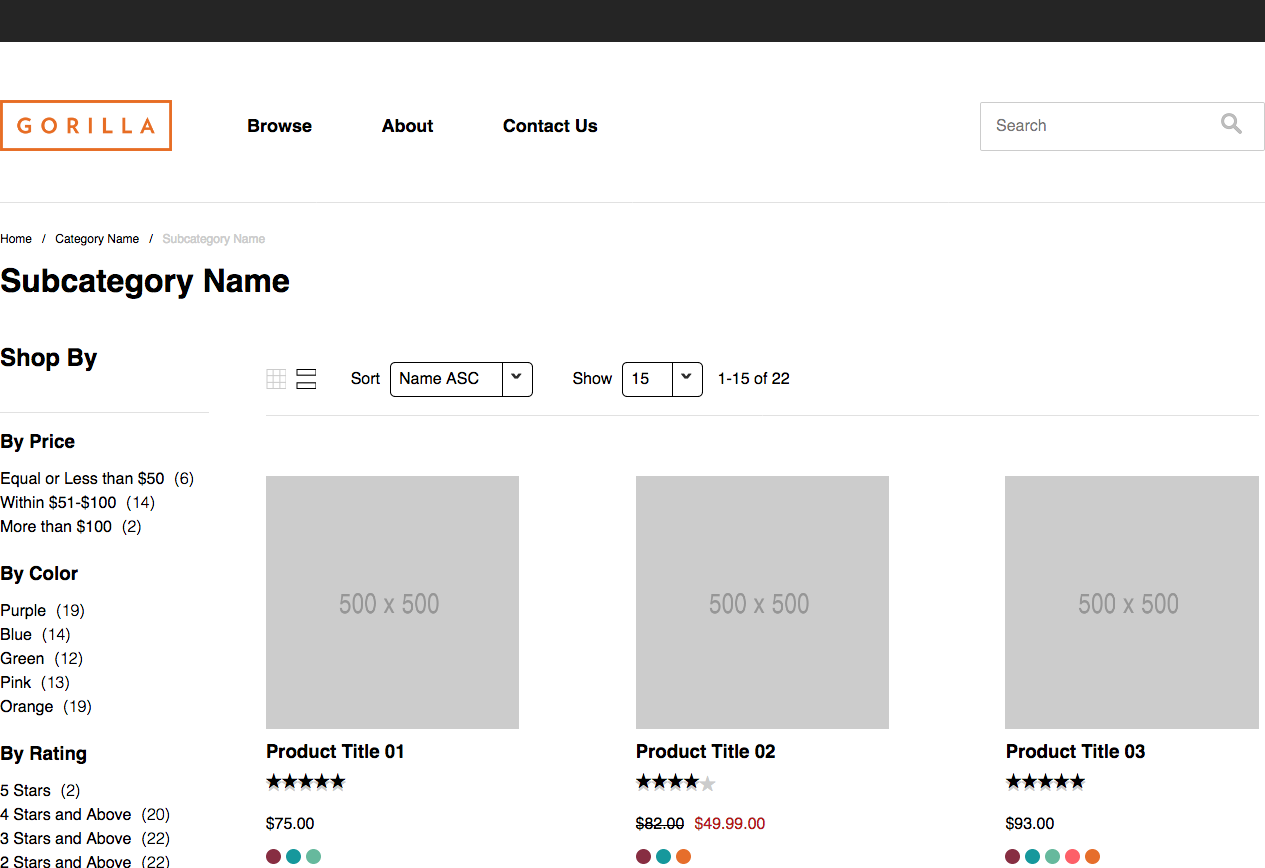 GORILLA
Browse
About
Contact Us
Search
Home / Category Name / Subcategory Name
Subcategory Name
Shop By
Sort Name ASC Show 15 1-15 of 22
By Price
Equal or Less than $50 (6)
Within $51-$100 (14)
More than $100 (2)
By Color
Purple (19)
Blue (14)
Green (12)
Pink (13)
Orange (19)
By Rating
5 Stars (2)
4 Stars and Above (20)
3 Stars and Above (22)
2 Stars and Above (22)
500 x 500
Product Title 01
$75.00
500 x 500
Product Title 02
$82.00 $49.99.00
500 x 500
Product Title 03
$93.00